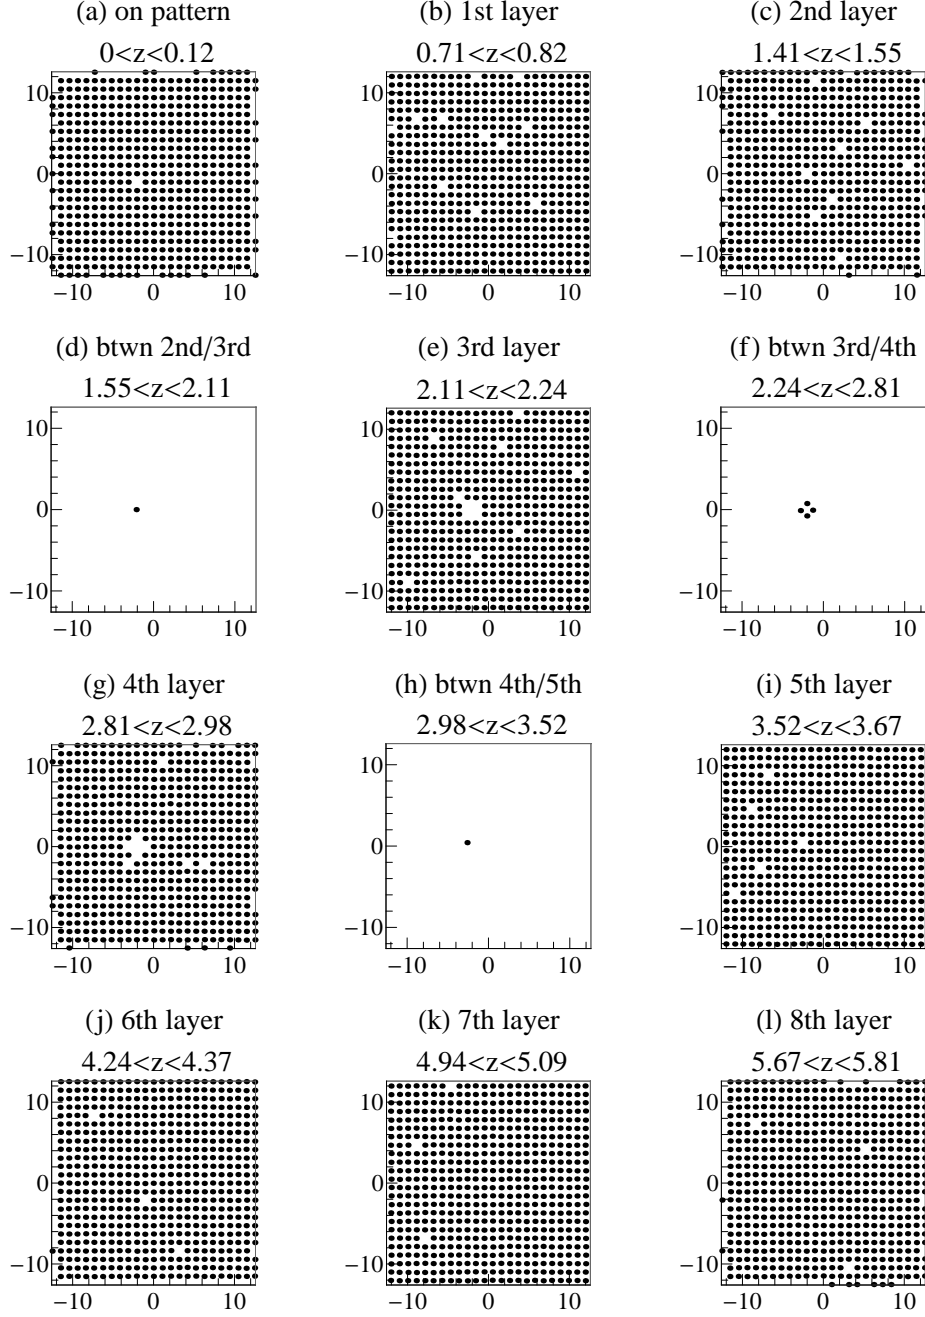 (a) on pattern (b) 1st layer (c) 2nd layer
0<z<0.12 0.71<z<0.82 1.41<z<1.55
10 10 10
0 0 0
−10 −10 −10
−10 0 10 −10 0 10 −10 0 10
(d) btwn 2nd/3rd (e) 3rd layer (f) btwn 3rd/4th
1.55<z<2.11 2.11<z<2.24 2.24<z<2.81
10 10 10
0 0 0
−10 −10 −10
−10 0 10 −10 0 10 −10 0 10
(g) 4th layer (h) btwn 4th/5th (i) 5th layer
2.81<z<2.98 2.98<z<3.52 3.52<z<3.67
10 10 10
0 0 0
−10 −10 −10
−10 0 10 −10 0 10 −10 0 10
(j) 6th layer (k) 7th layer (l) 8th layer
4.24<z<4.37 4.94<z<5.09 5.67<z<5.81
10 10 10
0 0 0
−10 −10 −10
−10 0 10 −10 0 10 −10 0 10